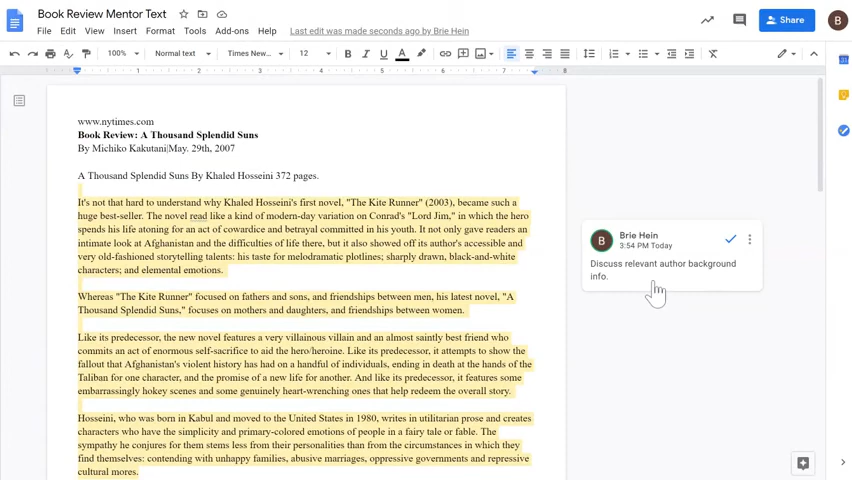 Book Review Mentor Text
File Edit View Insert Format Tools Add-ons Help Last edit was made seconds ago by Brie Hein
Share
B
100% Normal text Times New... 12 B I U A
1 2 3 4 5 6 7 8
www.nytimes.com
Book Review: A Thousand Splendid Suns
By Michiko Kakutani|May. 29th, 2007
A Thousand Splendid Suns By Khaled Hosseini 372 pages.
It's not that hard to understand why Khaled Hosseini's first novel, "The Kite Runner" (2003), became such a
huge best-seller. The novel read like a kind of modern-day variation on Conrad's "Lord Jim," in which the hero
spends his life atoning for an act of cowardice and betrayal committed in his youth. It not only gave readers an
intimate look at Afghanistan and the difficulties of life there, but it also showed off its author's accessible and
very old-fashioned storytelling talents: his taste for melodramatic plotlines; sharply drawn, black-and-white
characters; and elemental emotions.
Whereas "The Kite Runner" focused on fathers and sons, and friendships between men, his latest novel, "A
Thousand Splendid Suns," focuses on mothers and daughters, and friendships between women.
Like its predecessor, the new novel features a very villainous villain and an almost saintly best friend who
commits an act of enormous self-sacrifice to aid the hero/heroine. Like its predecessor, it attempts to show the
fallout that Afghanistan's violent history has had on a handful of individuals, ending in death at the hands of the
Taliban for one character, and the promise of a new life for another. And like its predecessor, it features some
embarrassingly hokey scenes and some genuinely heart-wrenching ones that help redeem the overall story.
Hosseini, who was born in Kabul and moved to the United States in 1980, writes in utilitarian prose and creates
characters who have the simplicity and primary-colored emotions of people in a fairy tale or fable. The
sympathy he conjures for them stems less from their personalities than from the circumstances in which they
find themselves: contending with unhappy families, abusive marriages, oppressive governments and repressive
cultural mores.
B
Brie Hein
3:54 PM Today
Discuss relevant author background
info.